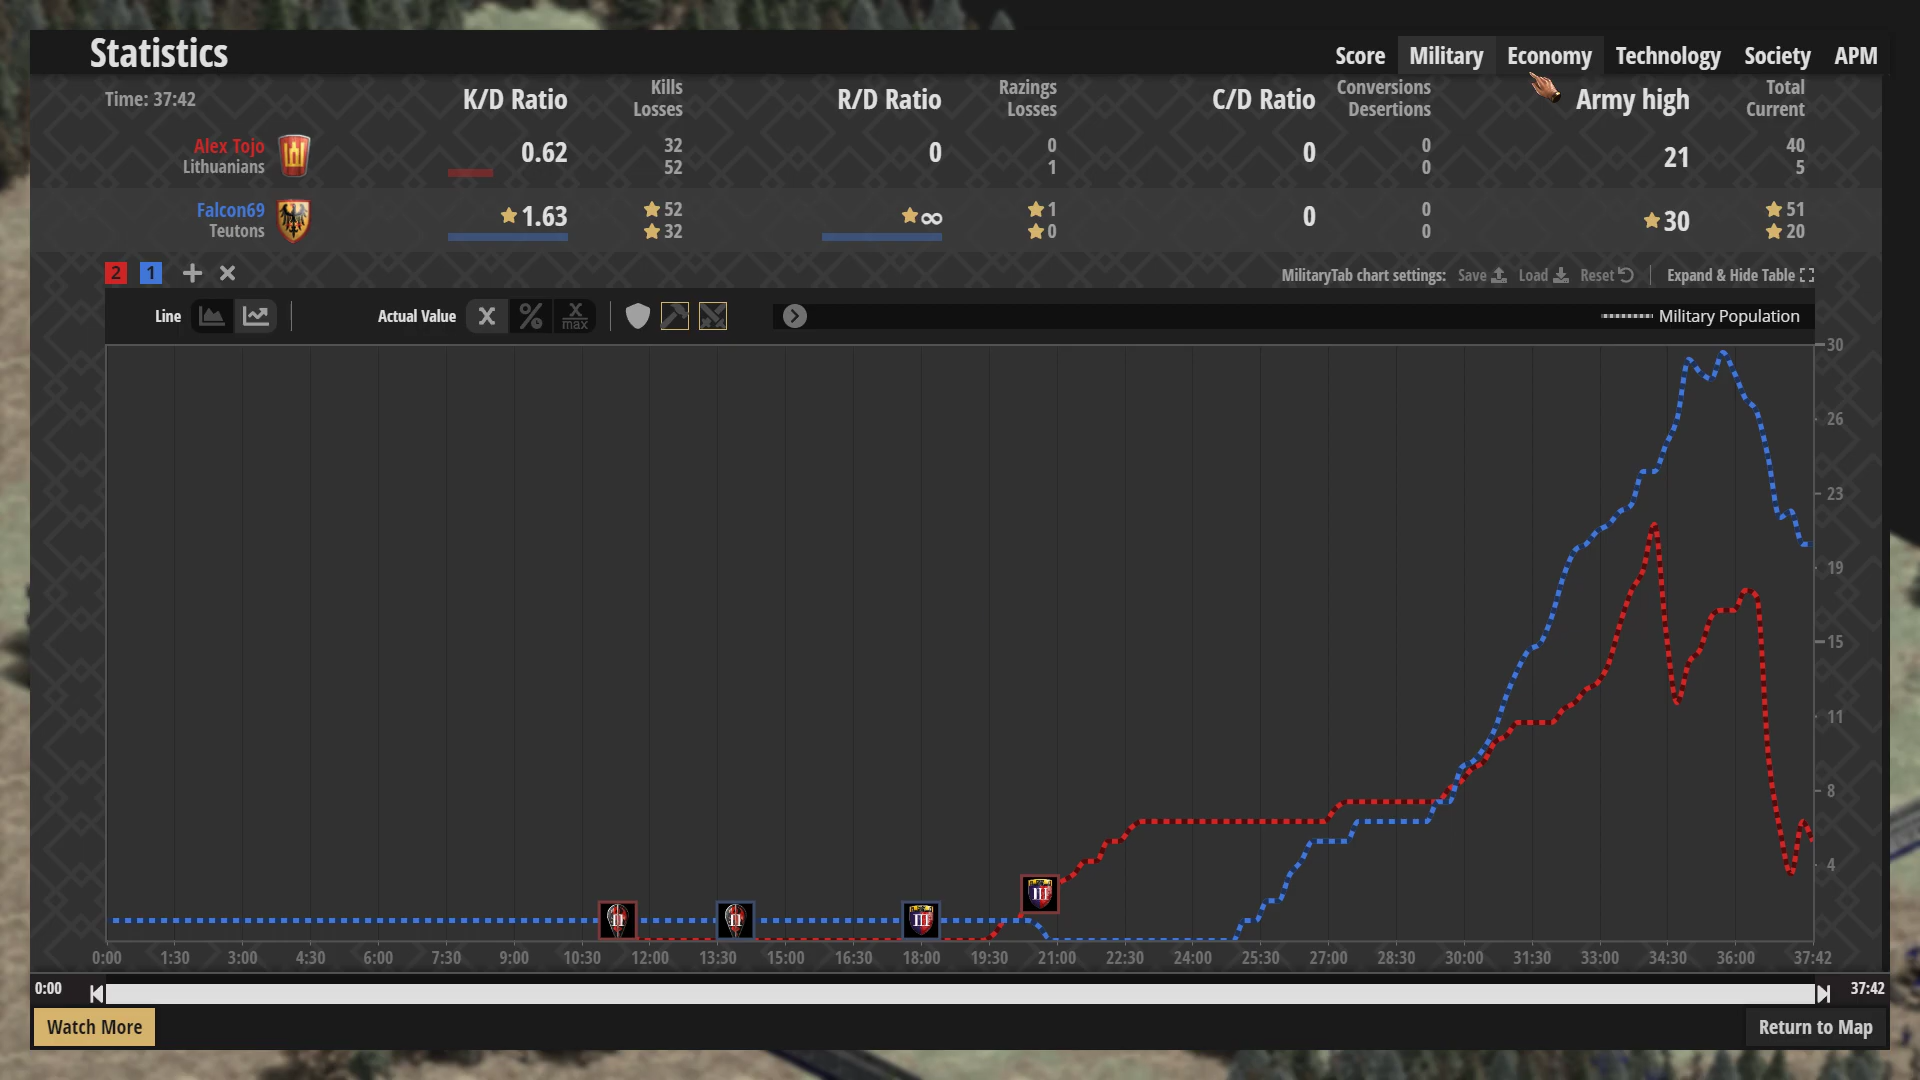 Statistics
Score Military Economy Technology Society APM
Time: 37:42
K/D Ratio Kills Losses R/D Ratio Razings Losses C/D Ratio Conversions Desertions Army high Total Current
Alex Tojo
Lithuanians
0.62 32 52 0 0 1 0 0 0 21 40 5
Falcon69
Teutons
1.63 52 32 ∞ 1 0 0 0 0 30 51 20
2 1
MilitaryTab chart settings: Save Load Reset Expand & Hide Table
Line Actual Value X % X max Military Population
30
26
23
19
15
11
8
4
II II III III
0:00 1:30 3:00 4:30 6:00 7:30 9:00 10:30 12:00 13:30 15:00 16:30 18:00 19:30 21:00 22:30 24:00 25:30 27:00 28:30 30:00 31:30 33:00 34:30 36:00 37:42
0:00 37:42
Watch More Return to Map